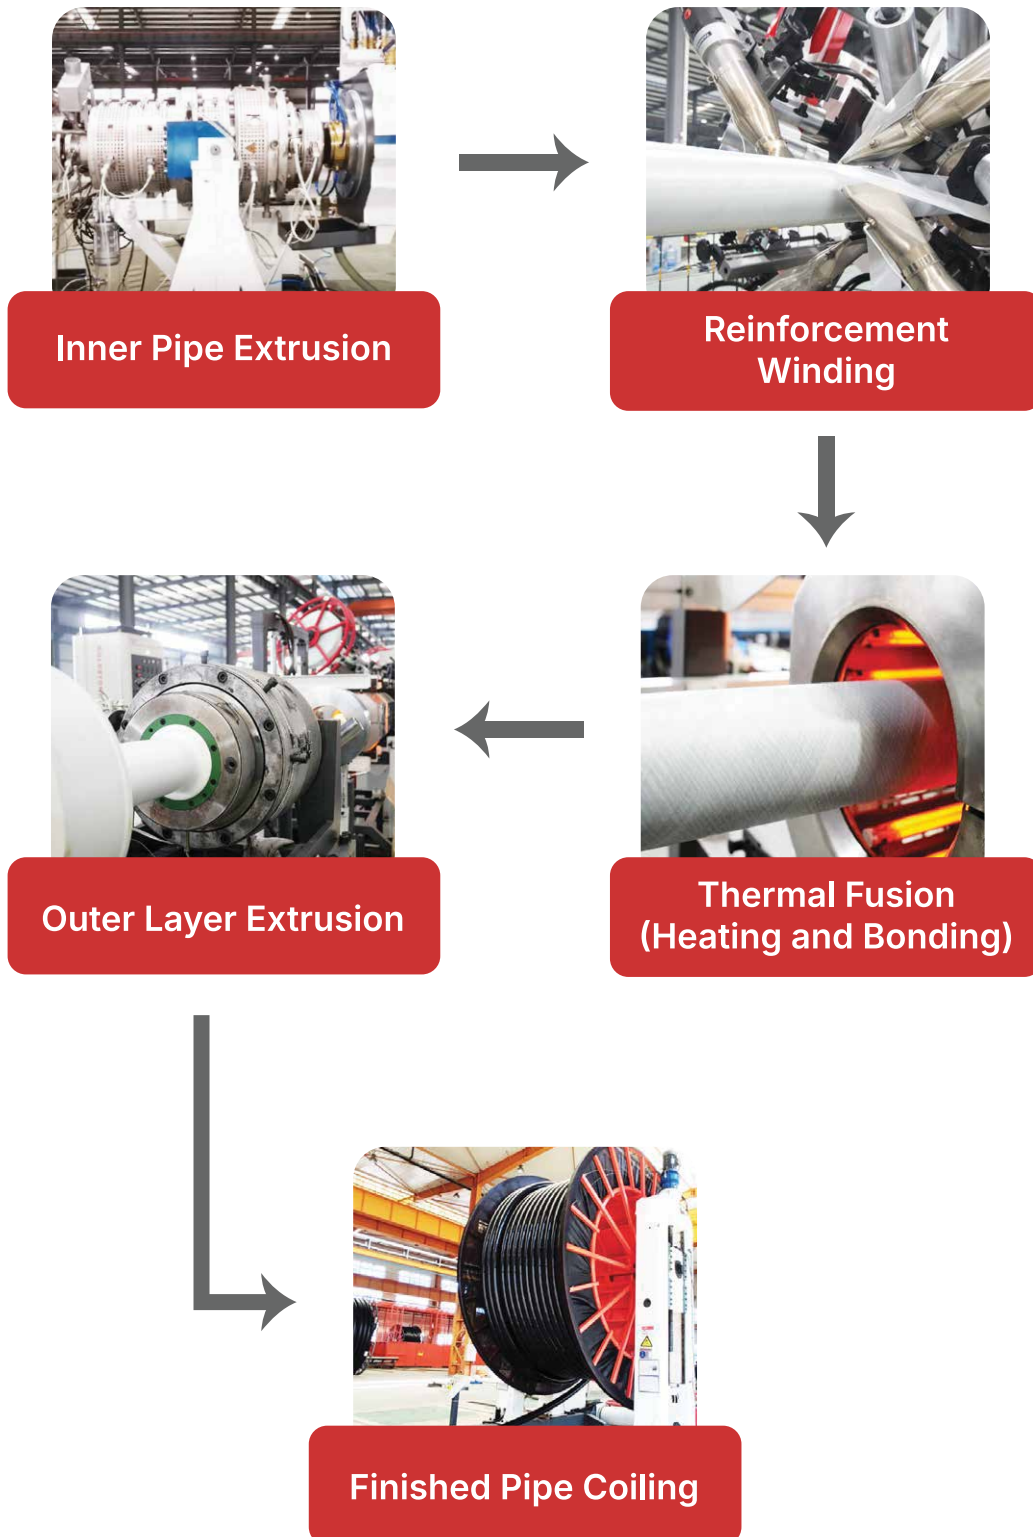 Inner Pipe Extrusion
Reinforcement
Winding
Thermal Fusion
(Heating and Bonding)
Outer Layer Extrusion
Finished Pipe Coiling